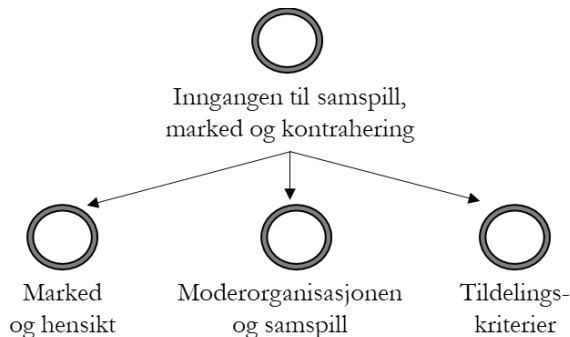 Inngangen til samspill,
marked og kontrahering
Marked
og hensikt
Moderorganisasjonen
og samspill
Tildelings-
kriterier